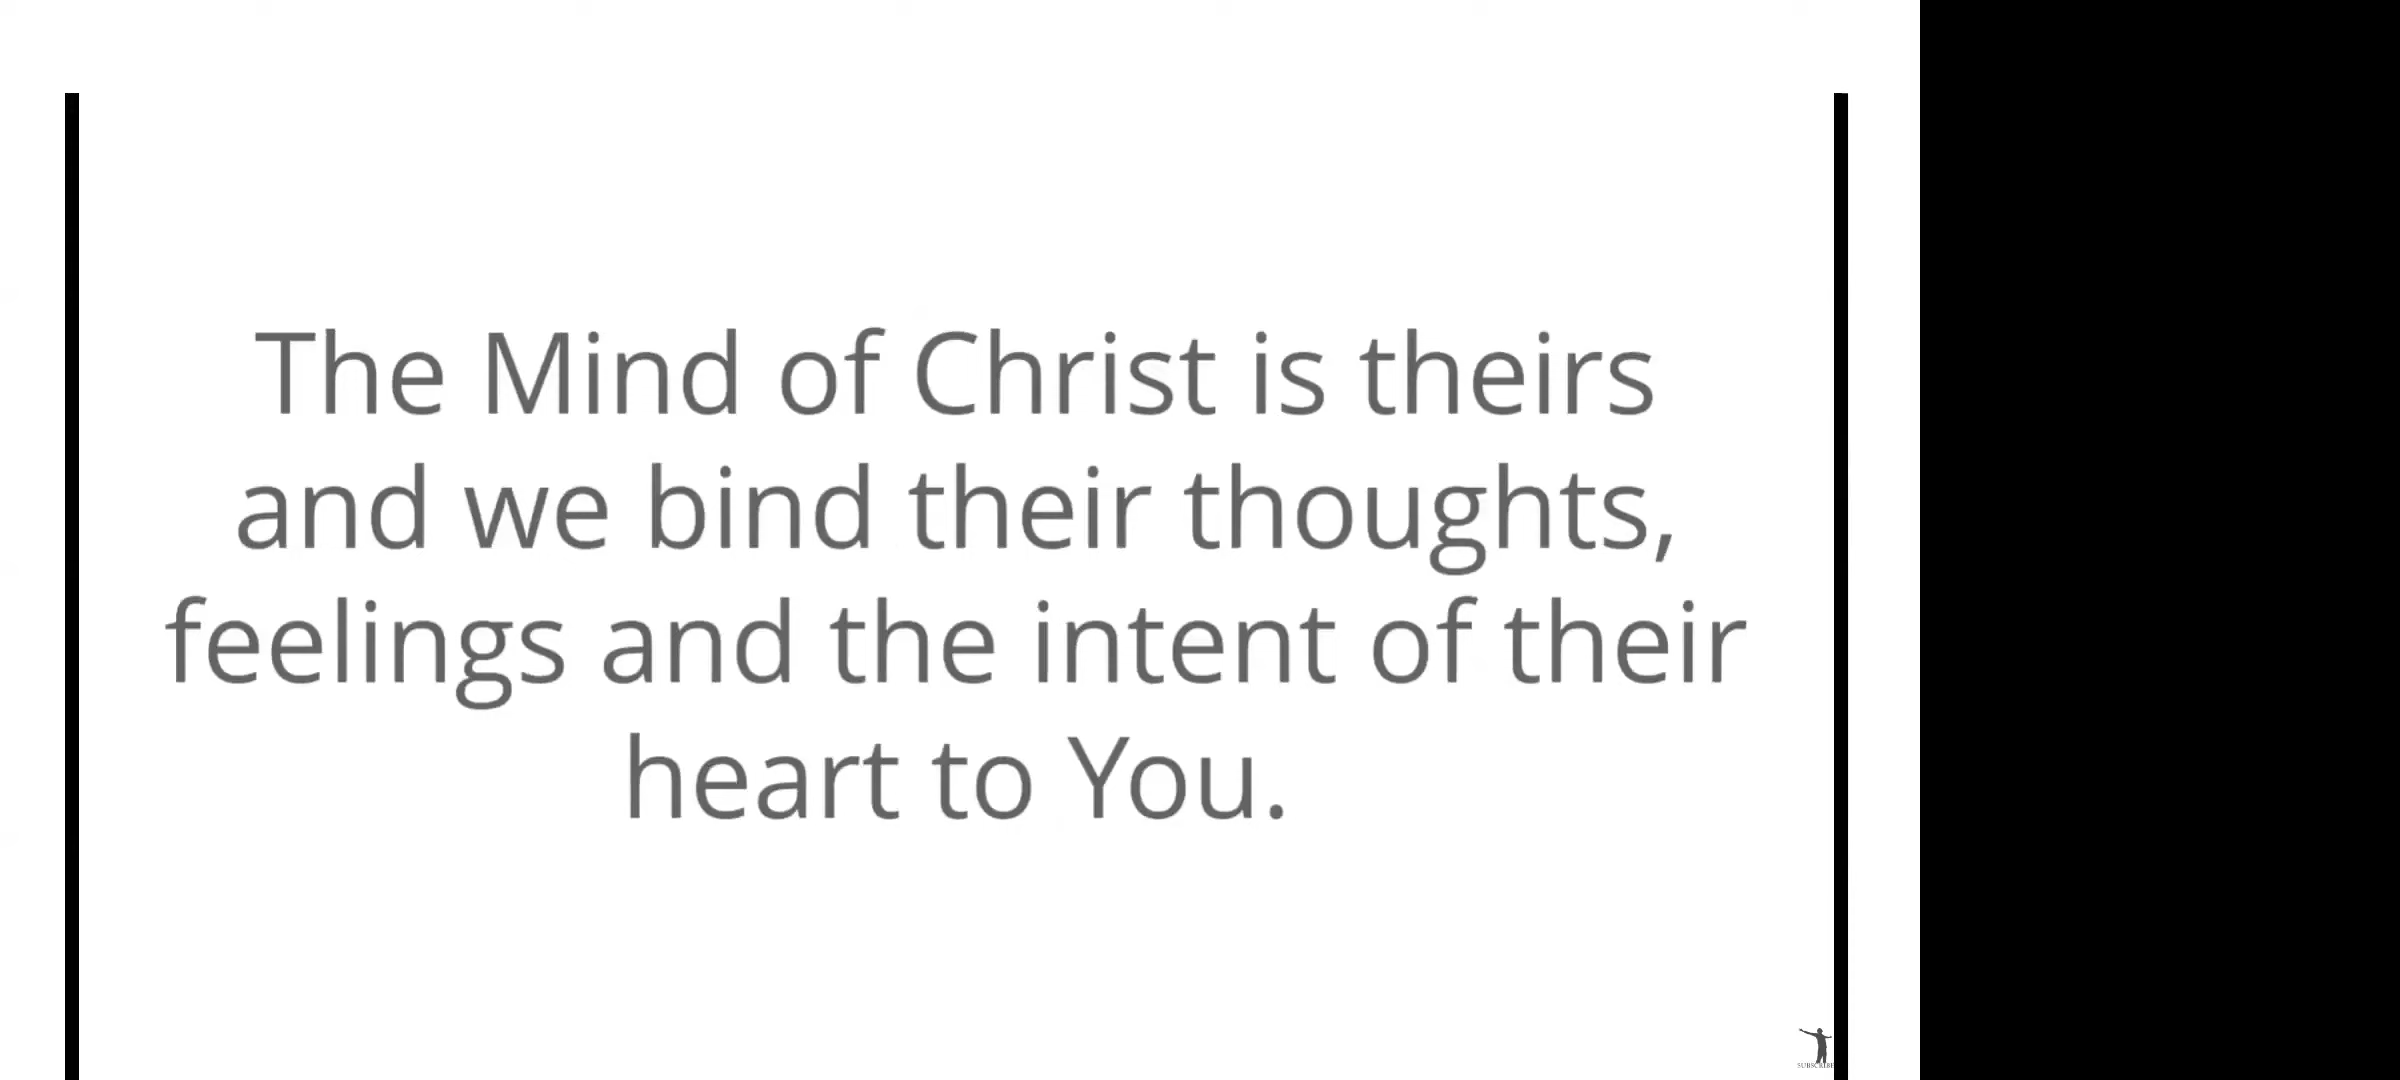 The Mind of Christ is theirs
and we bind their thoughts,
feelings and the intent of their
heart to You.
SUBSCRIBE